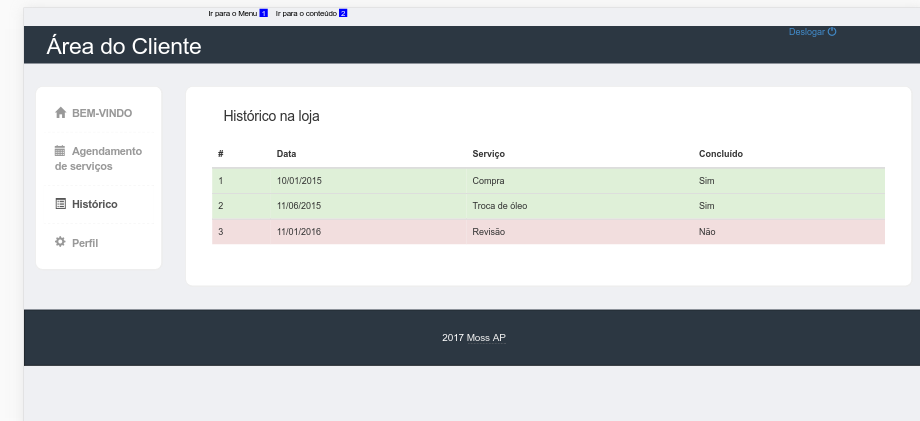 Ir para o Menu 1 Ir para o conteúdo 2
Deslogar
Área do Cliente
BEM-VINDO
Agendamento
de serviços
Histórico
Perfil
Histórico na loja
# Data Serviço Concluído
1 10/01/2015 Compra Sim
2 11/06/2015 Troca de óleo Sim
3 11/01/2016 Revisão Não
2017 Moss AP